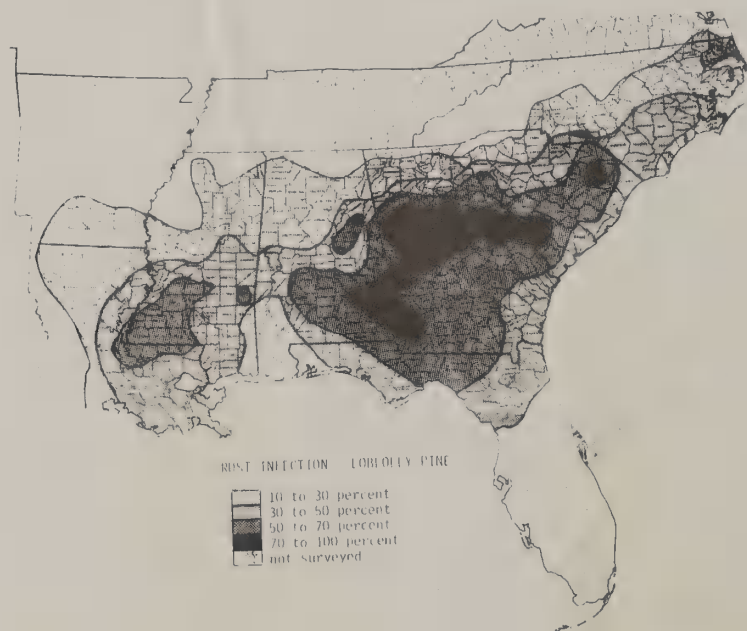 RUST INFECTION LOBLOLLY PINE
10 to 30 percent
30 to 50 percent
50 to 70 percent
70 to 100 percent
not surveyed